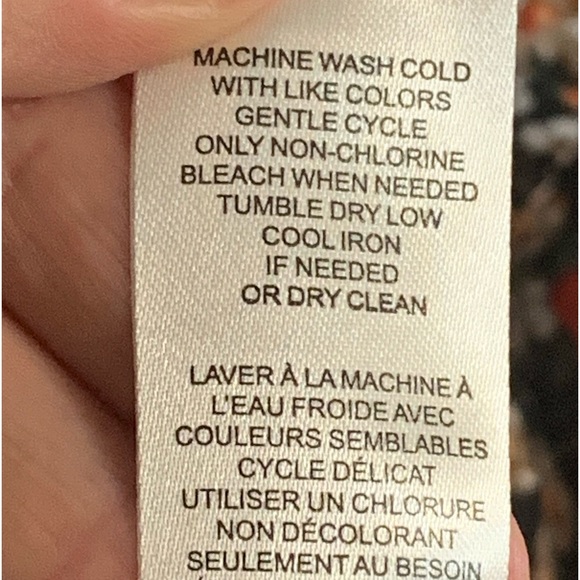 MACHINE WASH COLD
WITH LIKE COLORS
GENTLE CYCLE
ONLY NON-CHLORINE
BLEACH WHEN NEEDED
TUMBLE DRY LOW
COOL IRON
IF NEEDED
OR DRY CLEAN
LAVER À LA MACHINE À
L'EAU FROIDE AVEC
COULEURS SEMBLABLES
CYCLE DÉLICAT
UTILISER UN CHLORURE
NON DÉCOLORANT
SEULEMENT AU BESOIN